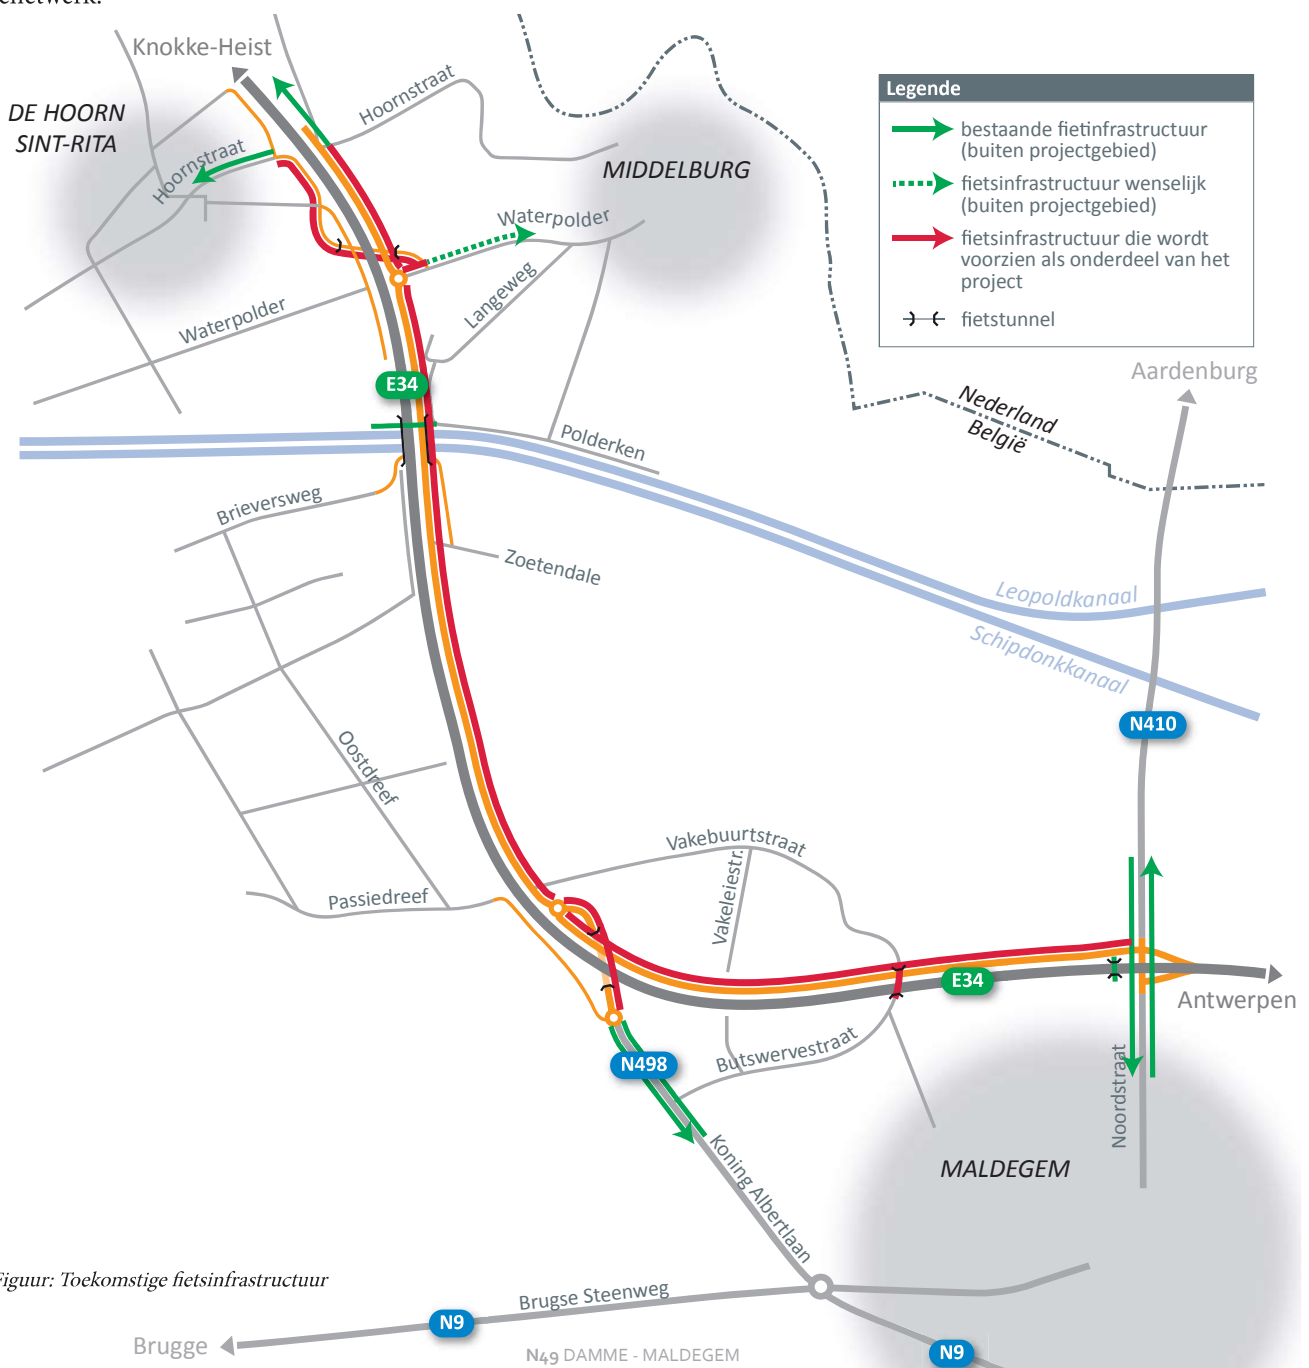 Knokke-Heist
DE HOORN
SINT-RITA
Hoornstraat
Hoornstraat
MIDDELBURG
Waterpolder
Langeweg
Waterpolder
Legende
bestaande fietinfrastructuur
(buiten projectgebied)
fietsinfrastructuur wenselijk
(buiten projectgebied)
fietsinfrastructuur die wordt
voorzien als onderdeel van het
project
fietstunnel
Aardenburg
E34
Nederland
België
Polderken
Brieversweg
Zoetendale
Leopoldkanaal
Schipdonkkanaal
N410
Oostdreef
Vakebuurtstraat
Vakeleiestr.
Passiedreef
E34
Antwerpen
N498
Butswervestraat
Noordstraat
Koning Albertlaan
MALDEGEM
Figuur: Toekomstige fietsinfrastructuur
Brugse Steenweg
N9
Brugge
N9
N49 DAMME - MALDEGEM